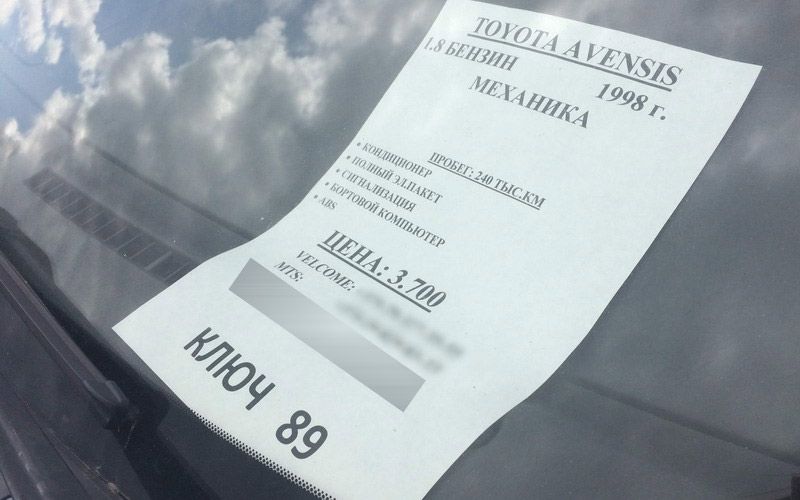 TOYOTA AVENSIS
1.8 БЕНЗИН 1998 г.
МЕХАНИКА
ПРОБЕГ: 240 ТЫС.КМ
• КОНДИЦИОНЕР
• ПОЛНЫЙ ЭЛ.ПАКЕТ
• СИГНАЛИЗАЦИЯ
• БОРТОВОЙ КОМПЬЮТЕР
• ABS
ЦЕНА: 3.700
VELCOME:
МТS:
КЛЮЧ 89